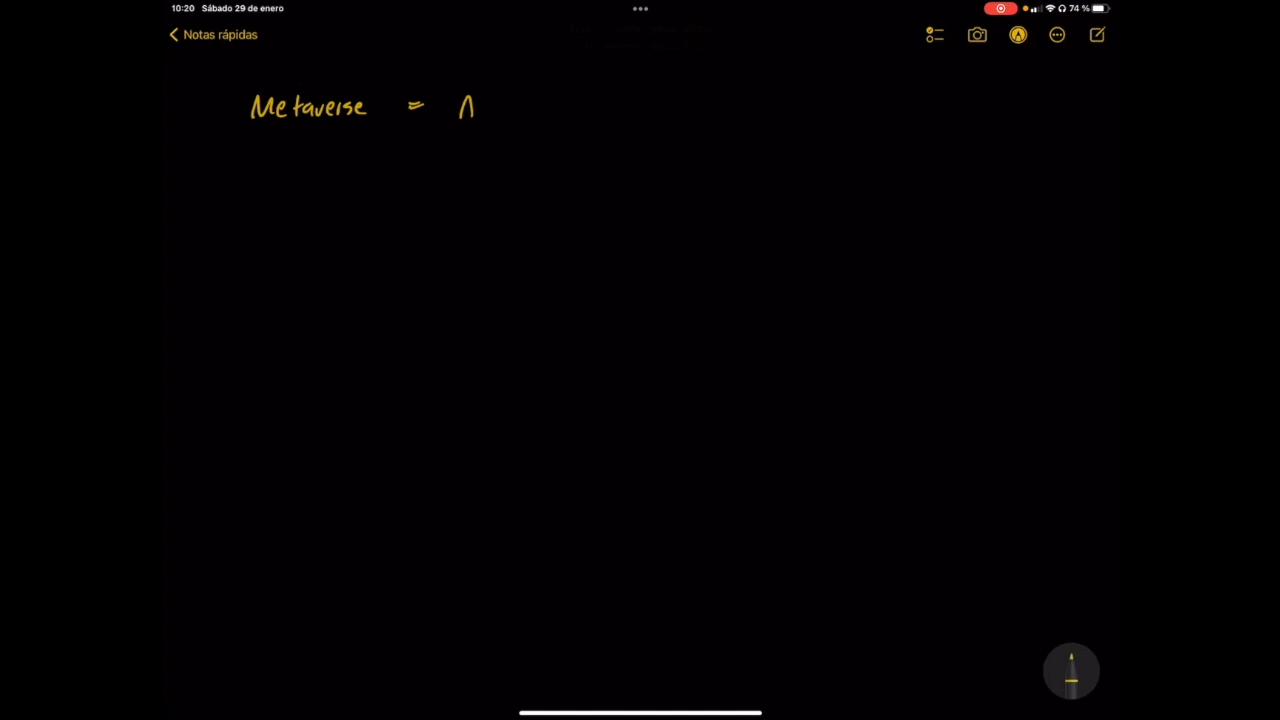 10:20 Sábado 29 de enero 74 %
Notas rápidas
Metaverse = Λ